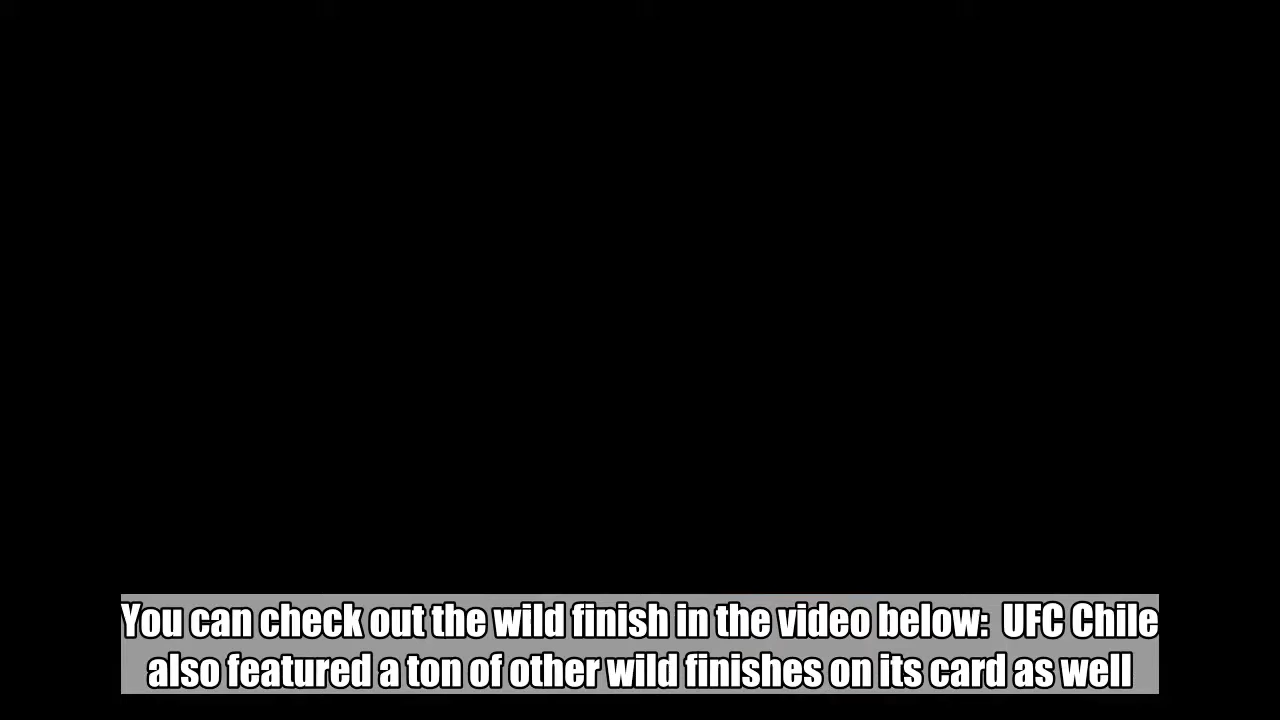 You can check out the wild finish in the video below:  UFC Chile
also featured a ton of other wild finishes on its card as well